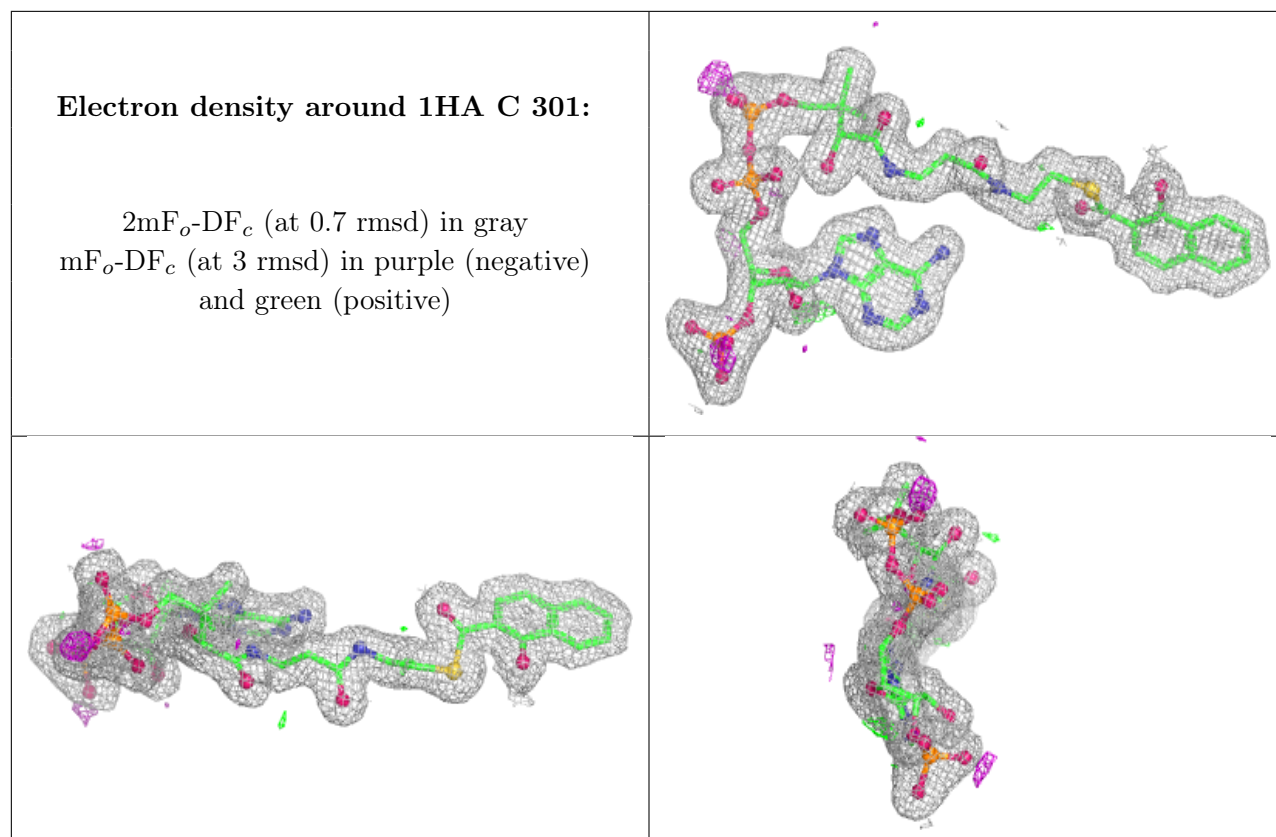 Electron density around 1HA C 301:
2mFo-DFc (at 0.7 rmsd) in gray
mFo-DFc (at 3 rmsd) in purple (negative)
and green (positive)